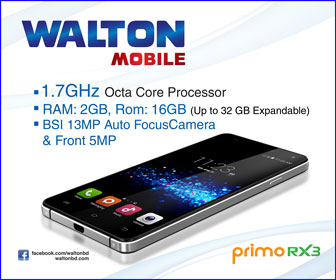 WALTON
MOBILE
1.7GHz Octa Core Processor
RAM: 2GB, Rom: 16GB (Up to 32 GB Expandable)
BSI 13MP Auto FocusCamera
& Front 5MP
facebook.com/waltonbd
waltonbd.com
primo RX3